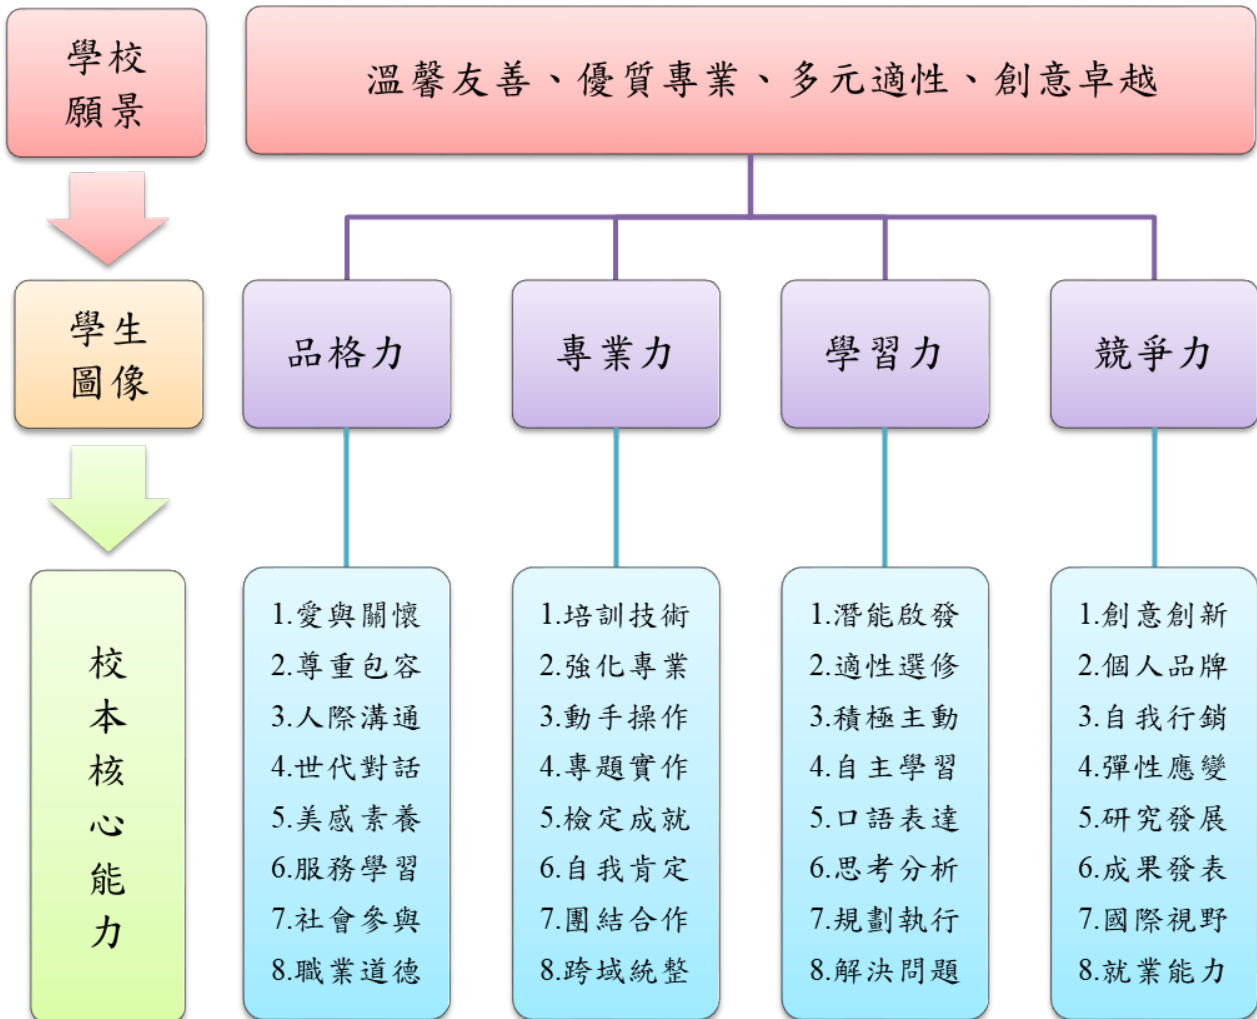 學校
願景
溫馨友善、優質專業、多元適性、創意卓越
學生
圖像
品格力
專業力
學習力
競爭力
校
本
核
心
能
力
1.愛與關懷
2.尊重包容
3.人際溝通
4.世代對話
5.美感素養
6.服務學習
7.社會參與
8.職業道德
1.培訓技術
2.強化專業
3.動手操作
4.專題實作
5.檢定成就
6.自我肯定
7.團結合作
8.跨域統整
1.潛能啟發
2.適性選修
3.積極主動
4.自主學習
5.口語表達
6.思考分析
7.規劃執行
8.解決問題
1.創意創新
2.個人品牌
3.自我行銷
4.彈性應變
5.研究發展
6.成果發表
7.國際視野
8.就業能力